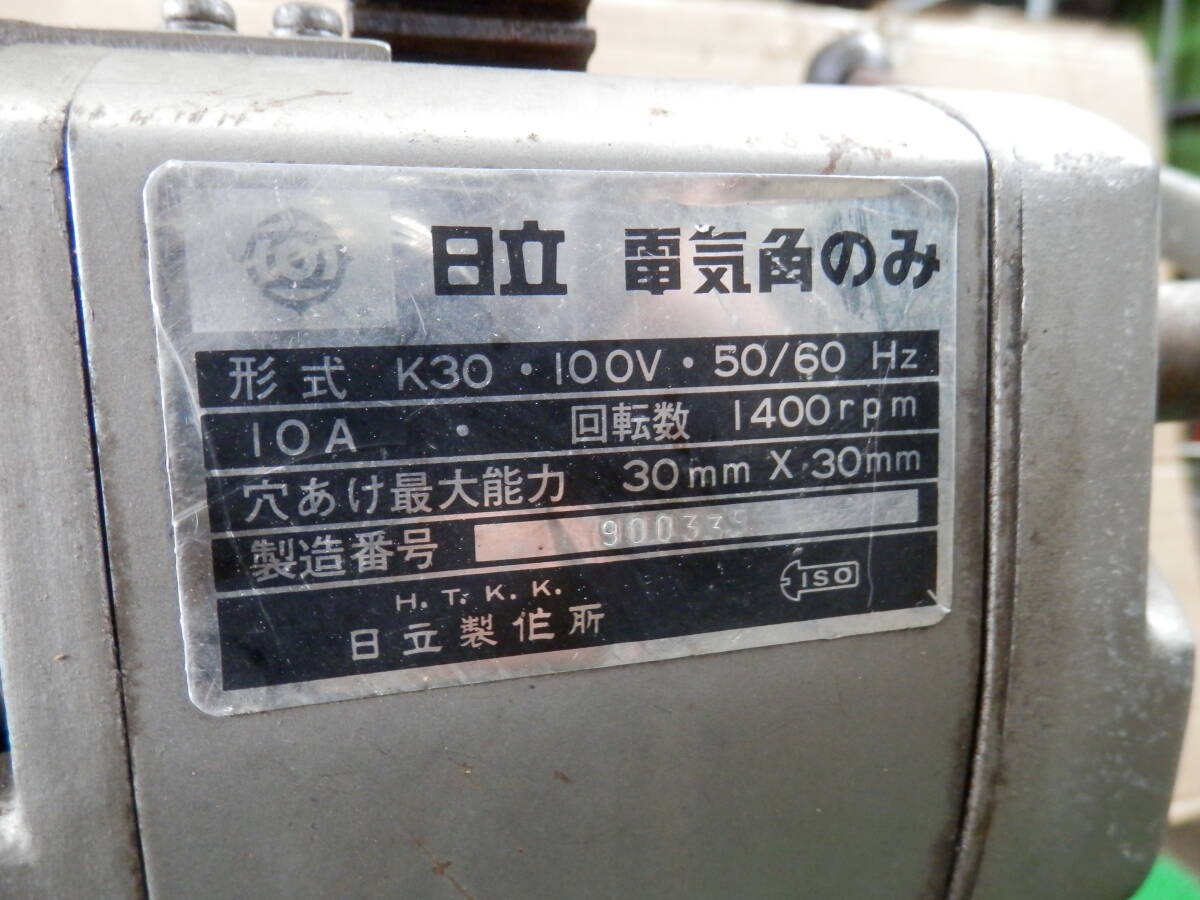 日立 電気角のみ
形式 K30・100V・50/60 Hz
10A ・ 回転数 1400rpm
穴あけ最大能力 30mm X 30mm
製造番号 900339
H.T.K.K.
日立製作所
ISO